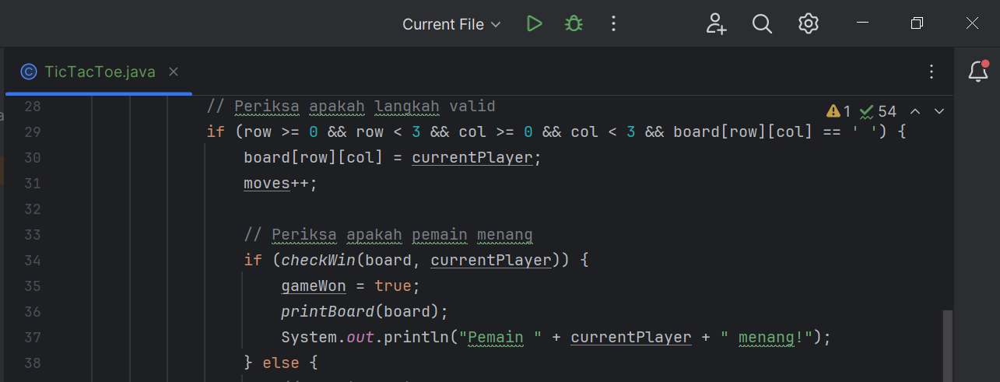 Current File
TicTacToe.java
1 54
28 // Periksa apakah langkah valid
29 if (row >= 0 && row < 3 && col >= 0 && col < 3 && board[row][col] == ' ') {
30 board[row][col] = currentPlayer;
31 moves++;
32
33 // Periksa apakah pemain menang
34 if (checkWin(board, currentPlayer)) {
35 gameWon = true;
36 printBoard(board);
37 System.out.println("Pemain " + currentPlayer + " menang!");
38 } else {